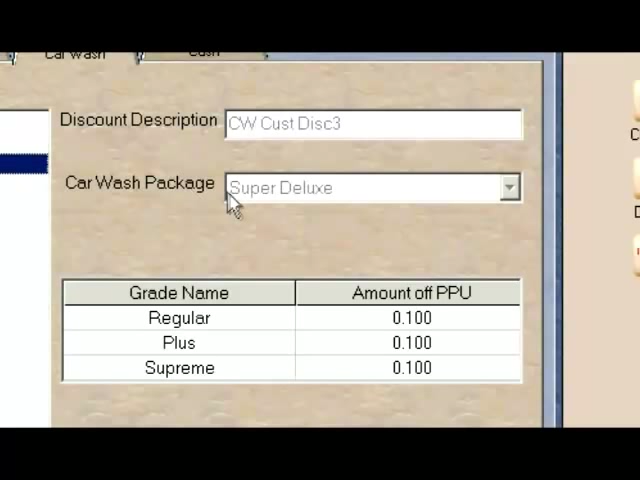 Car Wash
Cash
Discount Description
CW Cust Disc3
Car Wash Package
Super Deluxe
Grade Name
Amount off PPU
Regular
0.100
Plus
0.100
Supreme
0.100